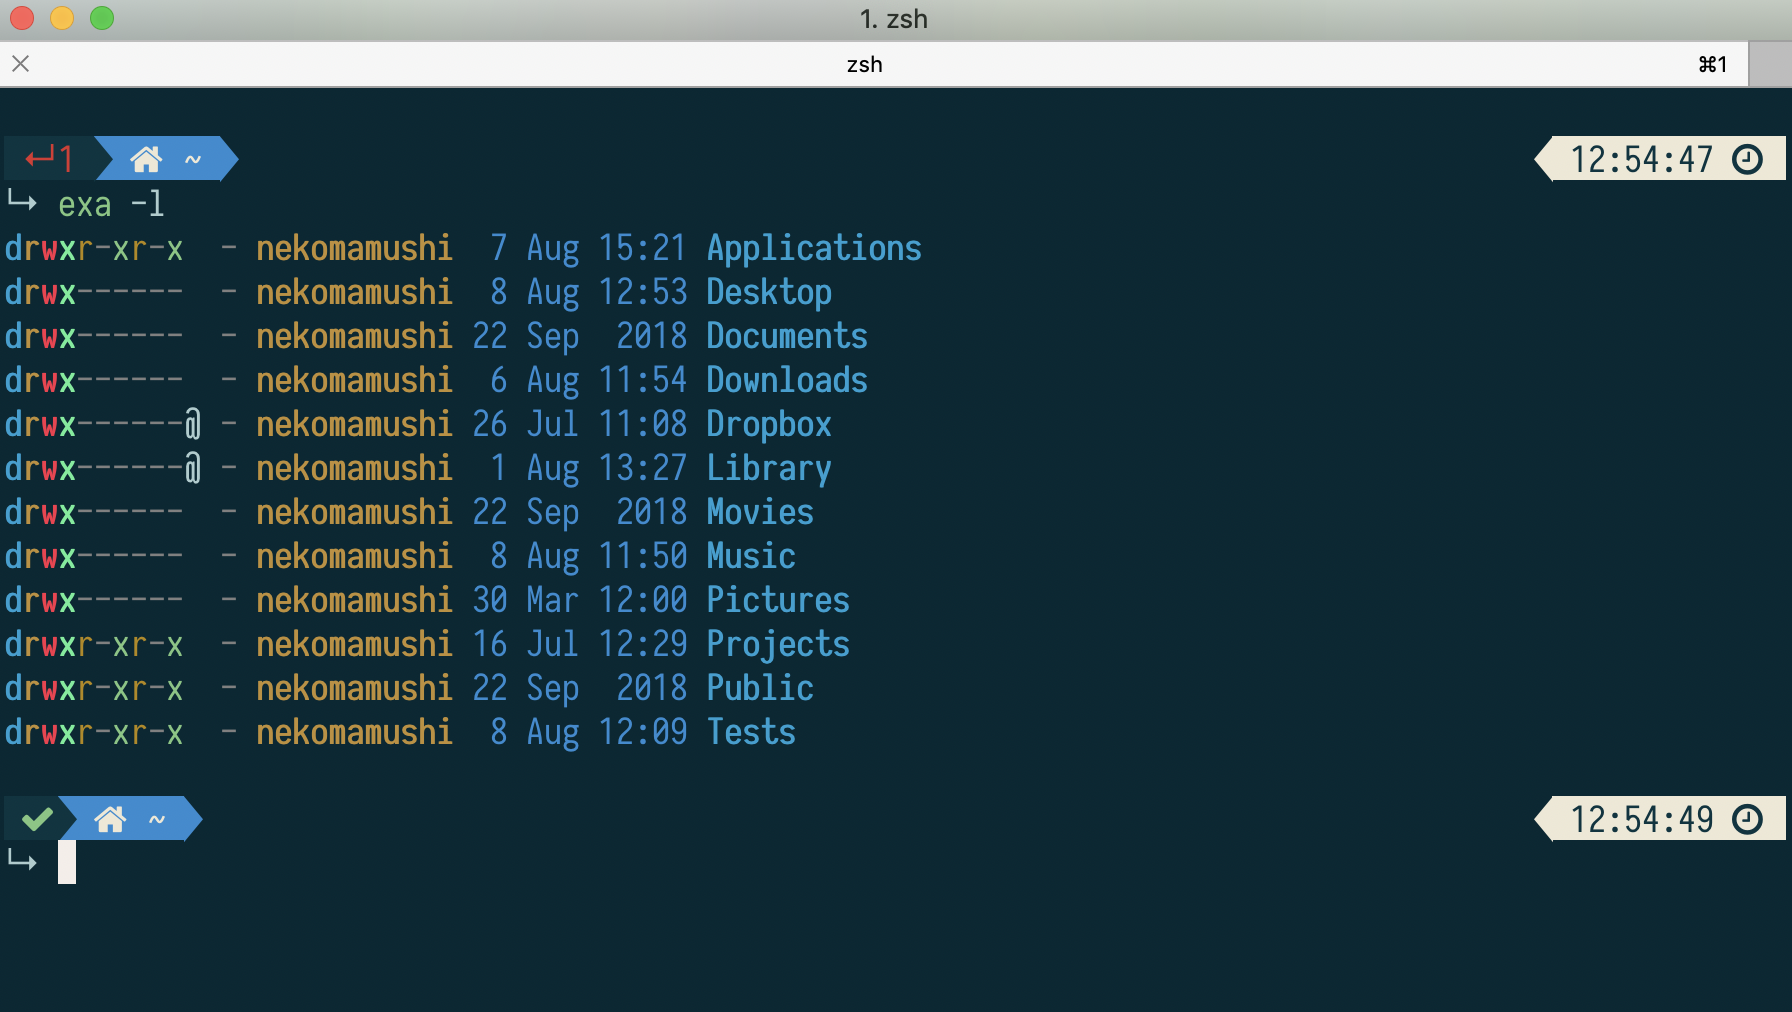 1. zsh
zsh ⌘1
↵1 ~ 12:54:47
↳ exa -l
drwxr-xr-x  - nekomamushi  7 Aug 15:21 Applications
drwx------  - nekomamushi  8 Aug 12:53 Desktop
drwx------  - nekomamushi 22 Sep  2018 Documents
drwx------  - nekomamushi  6 Aug 11:54 Downloads
drwx------@ - nekomamushi 26 Jul 11:08 Dropbox
drwx------@ - nekomamushi  1 Aug 13:27 Library
drwx------  - nekomamushi 22 Sep  2018 Movies
drwx------  - nekomamushi  8 Aug 11:50 Music
drwx------  - nekomamushi 30 Mar 12:00 Pictures
drwxr-xr-x  - nekomamushi 16 Jul 12:29 Projects
drwxr-xr-x  - nekomamushi 22 Sep  2018 Public
drwxr-xr-x  - nekomamushi  8 Aug 12:09 Tests
✔ ~ 12:54:49
↳